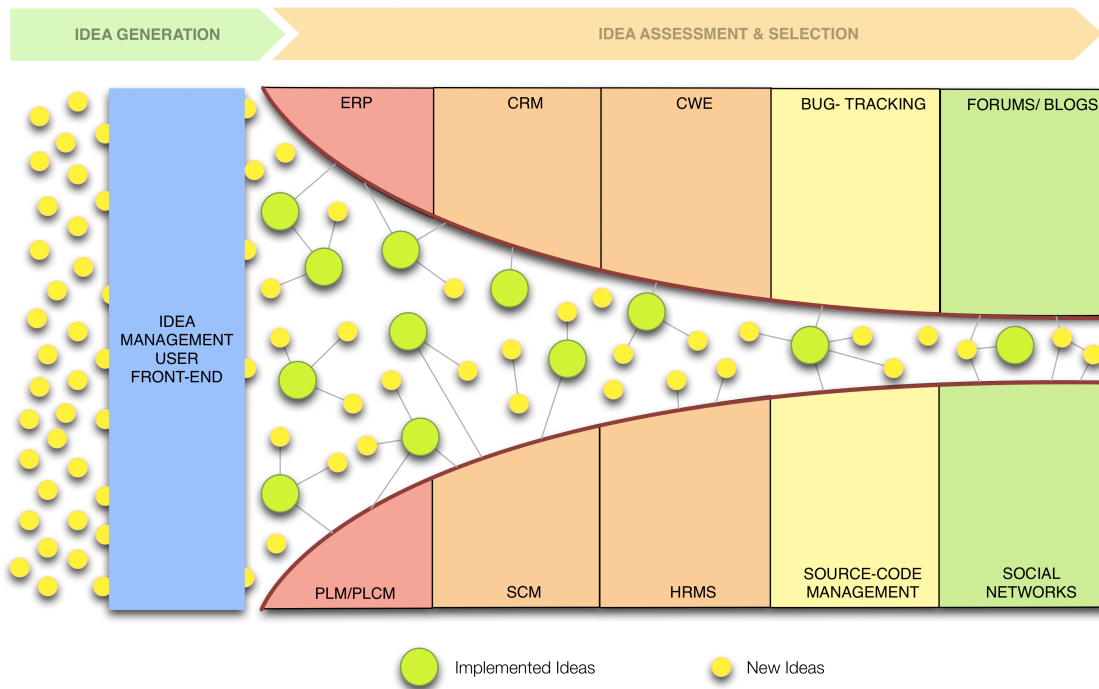 IDEA GENERATION
IDEA ASSESSMENT & SELECTION
ERP
CRM
CWE
BUG- TRACKING
FORUMS/ BLOGS
IDEA
MANAGEMENT
USER
FRONT-END
PLM/PLCM
SCM
HRMS
SOURCE-CODE
MANAGEMENT
SOCIAL
NETWORKS
Implemented Ideas
New Ideas